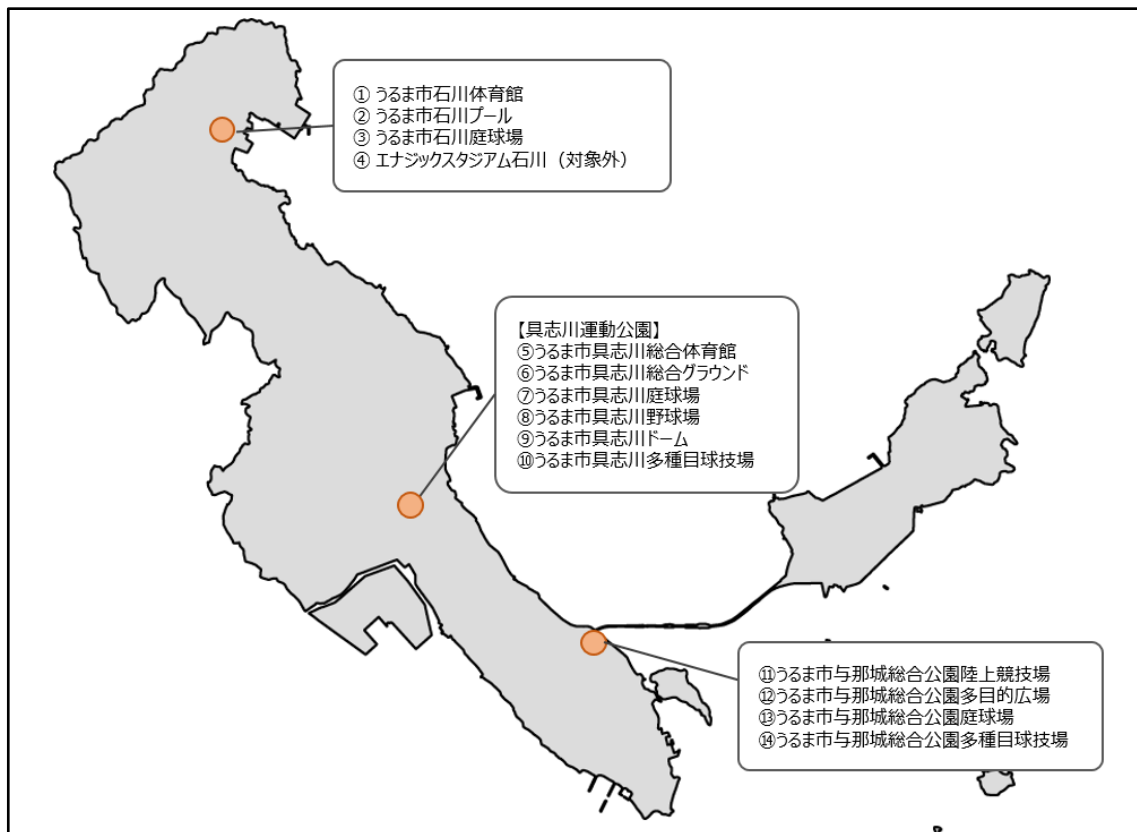 ① うるま市石川体育館
② うるま市石川プール
③ うるま市石川庭球場
④ エナジックスタジアム石川（対象外）
【具志川運動公園】
⑤うるま市具志川総合体育館
⑥うるま市具志川総合グラウンド
⑦うるま市具志川庭球場
⑧うるま市具志川野球場
⑨うるま市具志川ドーム
⑩うるま市具志川多種目球技場
⑪うるま市与那城総合公園陸上競技場
⑫うるま市与那城総合公園多目的広場
⑬うるま市与那城総合公園庭球場
⑭うるま市与那城総合公園多種目球技場